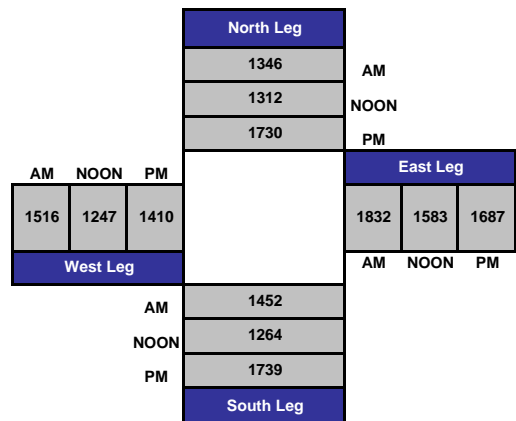 North Leg
1346
AM
1312
NOON
1730
PM
AM NOON PM
East Leg
1516 1247 1410
1832 1583 1687
West Leg
AM NOON PM
AM
1452
NOON
1264
PM
1739
South Leg